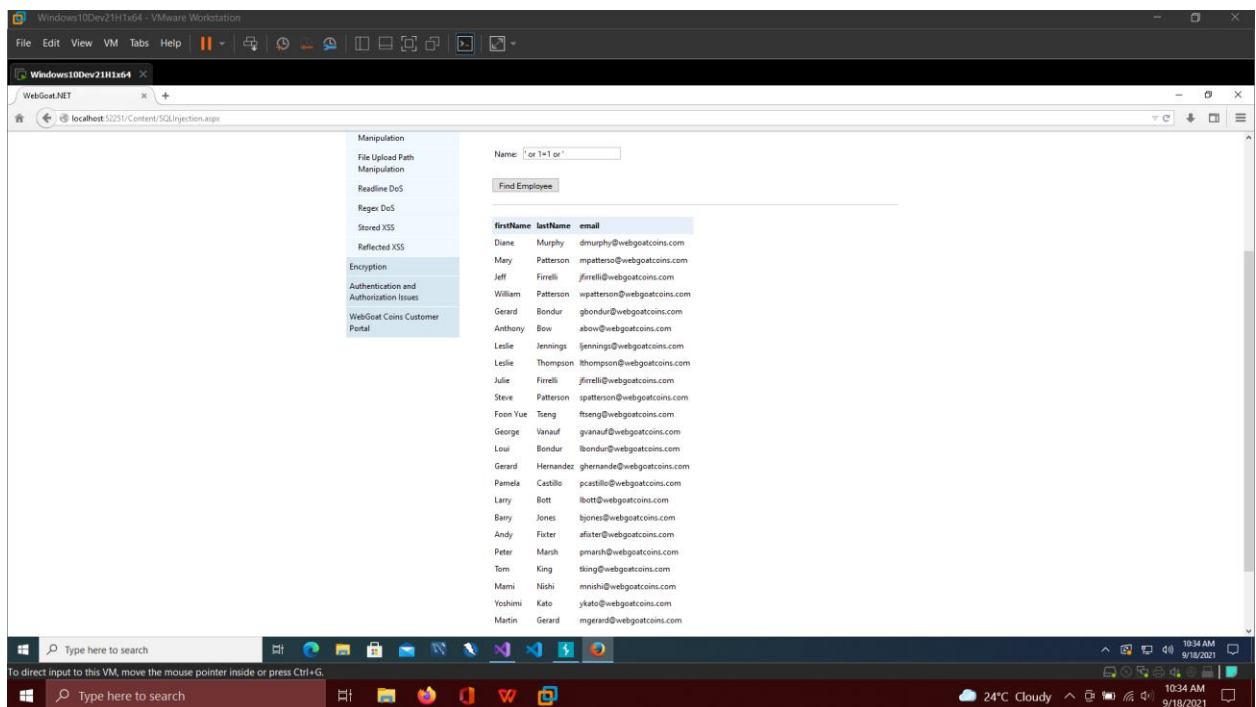 Windows10Dev21H1x64 - VMware Workstation
File Edit View VM Tabs Help
Windows10Dev21H1x64
WebGoat.NET
localhost:52251/Content/SQLInjection.aspx
Manipulation
File Upload Path
Manipulation
Readline DoS
Regex DoS
Stored XSS
Reflected XSS
Encryption
Authentication and
Authorization Issues
WebGoat Coins Customer
Portal
Name: ' or 1=1 or '
Find Employee
firstName lastName email
Diane Murphy dmurphy@webgoatcoins.com
Mary Patterson mpatterso@webgoatcoins.com
Jeff Firrelli jfirrelli@webgoatcoins.com
William Patterson wpatterson@webgoatcoins.com
Gerard Bondur gbondur@webgoatcoins.com
Anthony Bow abow@webgoatcoins.com
Leslie Jennings ljennings@webgoatcoins.com
Leslie Thompson lthompson@webgoatcoins.com
Julie Firrelli jfirrelli@webgoatcoins.com
Steve Patterson spatterson@webgoatcoins.com
Foon Yue Tseng ftseng@webgoatcoins.com
George Vanauf gvanauf@webgoatcoins.com
Loui Bondur lbondur@webgoatcoins.com
Gerard Hernandez ghernande@webgoatcoins.com
Pamela Castillo pcastillo@webgoatcoins.com
Larry Bott lbott@webgoatcoins.com
Barry Jones bjones@webgoatcoins.com
Andy Fixter afixter@webgoatcoins.com
Peter Marsh pmarsh@webgoatcoins.com
Tom King tking@webgoatcoins.com
Mami Nishi mnishi@webgoatcoins.com
Yoshimi Kato ykato@webgoatcoins.com
Martin Gerard mgerard@webgoatcoins.com
Type here to search
10:34 AM
9/18/2021
To direct input to this VM, move the mouse pointer inside or press Ctrl+G.
Type here to search
24°C Cloudy
10:34 AM
9/18/2021